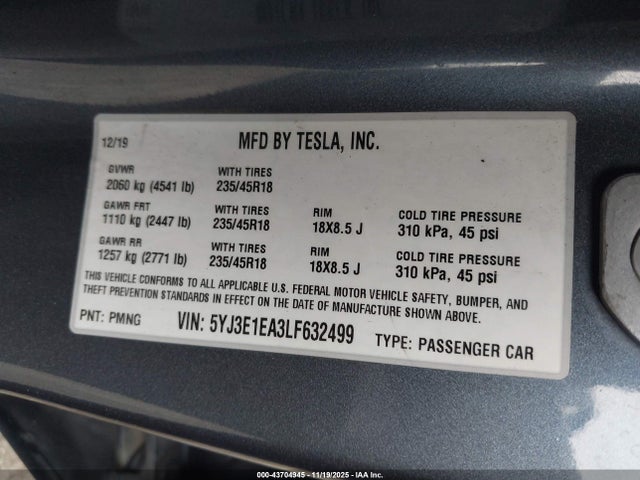 12/19 MFD BY TESLA, INC.
GVWR WITH TIRES
2060 kg (4541 lb) 235/45R18
GAWR FRT WITH TIRES RIM COLD TIRE PRESSURE
1110 kg (2447 lb) 235/45R18 18X8.5 J 310 kPa, 45 psi
GAWR RR WITH TIRES RIM COLD TIRE PRESSURE
1257 kg (2771 lb) 235/45R18 18X8.5 J 310 kPa, 45 psi
THIS VEHICLE CONFORMS TO ALL APPLICABLE U.S. FEDERAL MOTOR VEHICLE SAFETY, BUMPER, AND
THEFT PREVENTION STANDARDS IN EFFECT ON THE DATE OF MANUFACTURE SHOWN ABOVE.
PNT: PMNG VIN: 5YJ3E1EA3LF632499 TYPE: PASSENGER CAR
00 -43704945 - 11/19/2025 - IAAI.COM